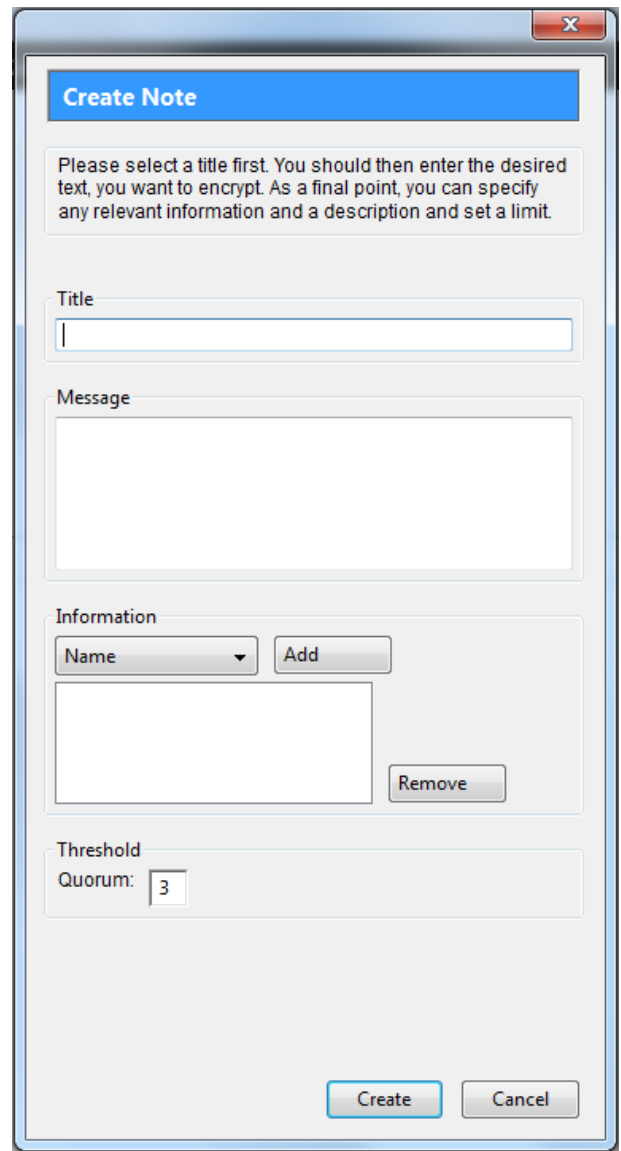 Create Note
Please select a title first. You should then enter the desired
text, you want to encrypt. As a final point, you can specify
any relevant information and a description and set a limit.
Title
Message
Information
Name Add
Remove
Threshold
Quorum: 3
Create Cancel